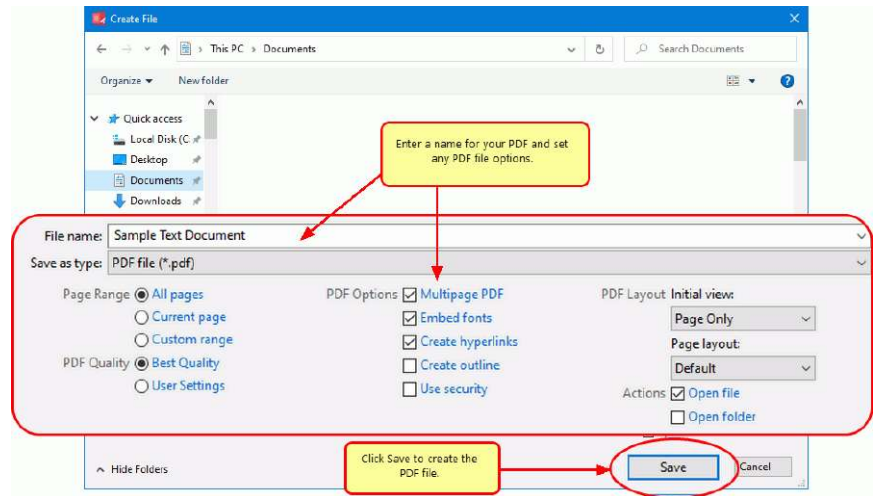 Create File
This PC > Documents
Search Documents
Organize
New folder
Quick access
Local Disk (C
Desktop
Documents
Downloads
Enter a name for your PDF and set
any PDF file options.
File name: Sample Text Document
Save as type: PDF file (*.pdf)
Page Range All pages
Current page
Custom range
PDF Quality Best Quality
User Settings
PDF Options Multipage PDF
Embed fonts
Create hyperlinks
Create outline
Use security
PDF Layout Initial view:
Page Only
Page layout:
Default
Actions Open file
Open folder
Hide Folders
Click Save to create the
PDF file.
Save
Cancel